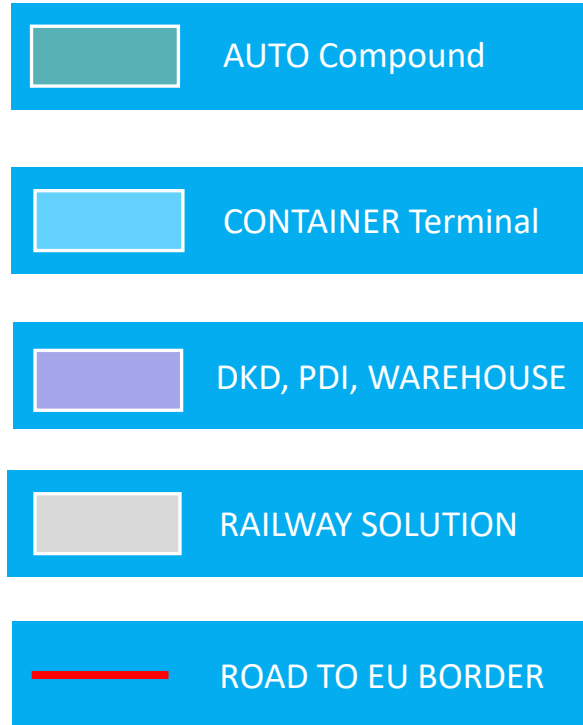 AUTO Compound
CONTAINER Terminal
DKD, PDI, WAREHOUSE
RAILWAY SOLUTION
ROAD TO EU BORDER